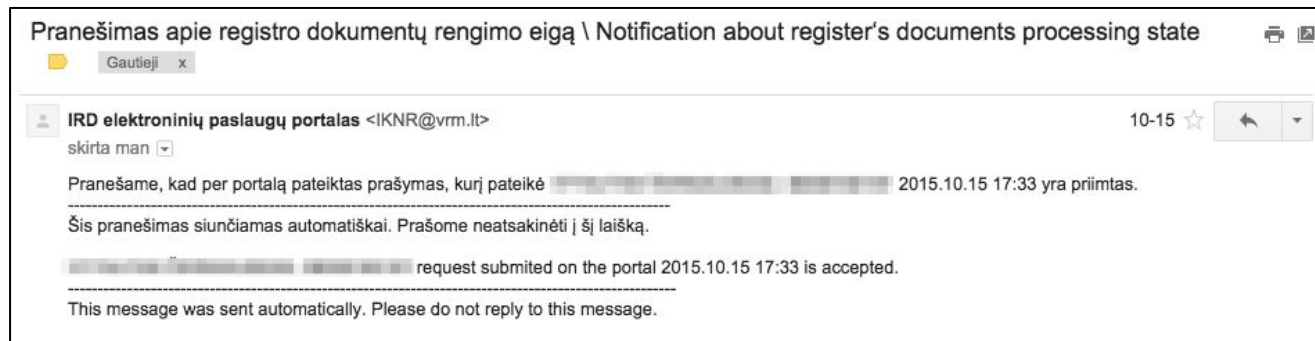 Pranešimas apie registro dokumentų rengimo eigą \ Notification about register‘s documents processing state
Gautieji x
IRD elektroninių paslaugų portalas <IKNR@vrm.lt>
10-15
skirta man
Pranešame, kad per portalą pateiktas prašymas, kurį pateikė 2015.10.15 17:33 yra priimtas.
--------------------------------------------------------------------------------------------------------
Šis pranešimas siunčiamas automatiškai. Prašome neatsakinėti į šį laišką.
request submited on the portal 2015.10.15 17:33 is accepted.
--------------------------------------------------------------------------------------------------------
This message was sent automatically. Please do not reply to this message.